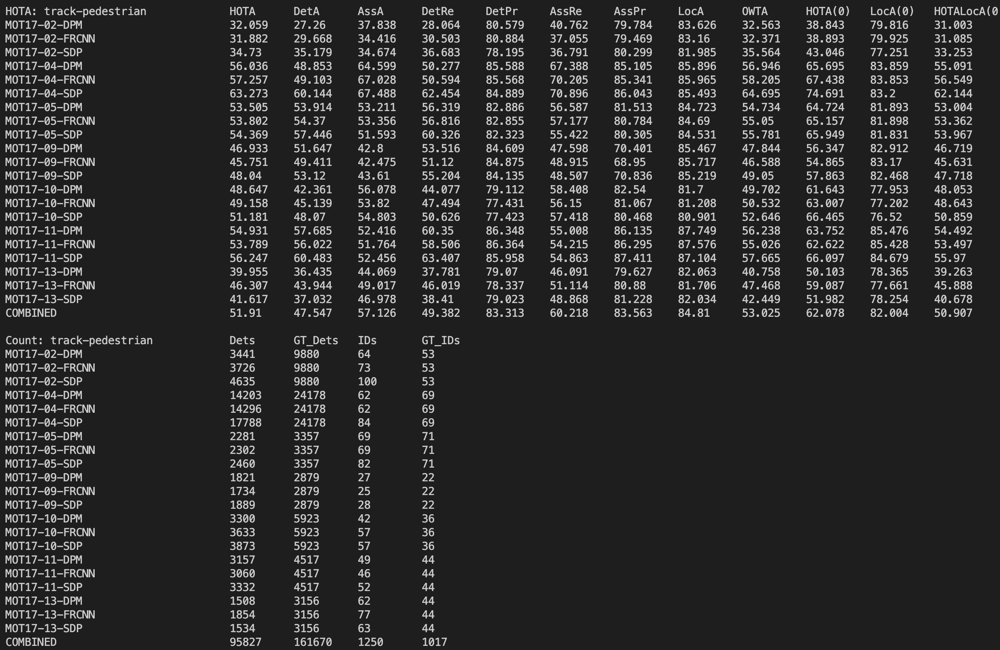 HOTA: track-pedestrian HOTA DetA AssA DetRe DetPr AssRe AssPr LocA OWTA HOTA(0) LocA(0) HOTALocA(0
MOT17-02-DPM 32.059 27.26 37.838 28.064 80.579 40.762 79.784 83.626 32.563 38.843 79.816 31.003
MOT17-02-FRCNN 31.882 29.668 34.416 30.503 80.884 37.055 79.469 83.16 32.371 38.893 79.925 31.085
MOT17-02-SDP 34.73 35.179 34.674 36.683 78.195 36.791 80.299 81.985 35.564 43.046 77.251 33.253
MOT17-04-DPM 56.036 48.853 64.599 50.277 85.588 67.388 85.105 85.896 56.946 65.695 83.859 55.091
MOT17-04-FRCNN 57.257 49.103 67.028 50.594 85.568 70.205 85.341 85.965 58.205 67.438 83.853 56.549
MOT17-04-SDP 63.273 60.144 67.488 62.454 84.889 70.896 86.043 85.493 64.695 74.691 83.2 62.144
MOT17-05-DPM 53.505 53.914 53.211 56.319 82.886 56.587 81.513 84.723 54.734 64.724 81.893 53.004
MOT17-05-FRCNN 53.802 54.37 53.356 56.816 82.855 57.177 80.784 84.69 55.05 65.157 81.898 53.362
MOT17-05-SDP 54.369 57.446 51.593 60.326 82.323 55.422 80.305 84.531 55.781 65.949 81.831 53.967
MOT17-09-DPM 46.933 51.647 42.8 53.516 84.609 47.598 70.401 85.467 47.844 56.347 82.912 46.719
MOT17-09-FRCNN 45.751 49.411 42.475 51.12 84.875 48.915 68.95 85.717 46.588 54.865 83.17 45.631
MOT17-09-SDP 48.04 53.12 43.61 55.204 84.135 48.507 70.836 85.219 49.05 57.863 82.468 47.718
MOT17-10-DPM 48.647 42.361 56.078 44.077 79.112 58.408 82.54 81.7 49.702 61.643 77.953 48.053
MOT17-10-FRCNN 49.158 45.139 53.82 47.494 77.431 56.15 81.067 81.208 50.532 63.007 77.202 48.643
MOT17-10-SDP 51.181 48.07 54.803 50.626 77.423 57.418 80.468 80.901 52.646 66.465 76.52 50.859
MOT17-11-DPM 54.931 57.685 52.416 60.35 86.348 55.008 86.135 87.749 56.238 63.752 85.476 54.492
MOT17-11-FRCNN 53.789 56.022 51.764 58.506 86.364 54.215 86.295 87.576 55.026 62.622 85.428 53.497
MOT17-11-SDP 56.247 60.483 52.456 63.407 85.958 54.863 87.411 87.104 57.665 66.097 84.679 55.97
MOT17-13-DPM 39.955 36.435 44.069 37.781 79.07 46.091 79.627 82.063 40.758 50.103 78.365 39.263
MOT17-13-FRCNN 46.307 43.944 49.017 46.019 78.337 51.114 80.88 81.706 47.468 59.087 77.661 45.888
MOT17-13-SDP 41.617 37.032 46.978 38.41 79.023 48.868 81.228 82.034 42.449 51.982 78.254 40.678
COMBINED 51.91 47.547 57.126 49.382 83.313 60.218 83.563 84.81 53.025 62.078 82.004 50.907
Count: track-pedestrian Dets GT_Dets IDs GT_IDs
MOT17-02-DPM 3441 9880 64 53
MOT17-02-FRCNN 3726 9880 73 53
MOT17-02-SDP 4635 9880 100 53
MOT17-04-DPM 14203 24178 62 69
MOT17-04-FRCNN 14296 24178 62 69
MOT17-04-SDP 17788 24178 84 69
MOT17-05-DPM 2281 3357 69 71
MOT17-05-FRCNN 2302 3357 69 71
MOT17-05-SDP 2460 3357 82 71
MOT17-09-DPM 1821 2879 27 22
MOT17-09-FRCNN 1734 2879 25 22
MOT17-09-SDP 1889 2879 28 22
MOT17-10-DPM 3300 5923 42 36
MOT17-10-FRCNN 3633 5923 57 36
MOT17-10-SDP 3873 5923 57 36
MOT17-11-DPM 3157 4517 49 44
MOT17-11-FRCNN 3060 4517 46 44
MOT17-11-SDP 3332 4517 52 44
MOT17-13-DPM 1508 3156 62 44
MOT17-13-FRCNN 1854 3156 77 44
MOT17-13-SDP 1534 3156 63 44
COMBINED 95827 161670 1250 1017